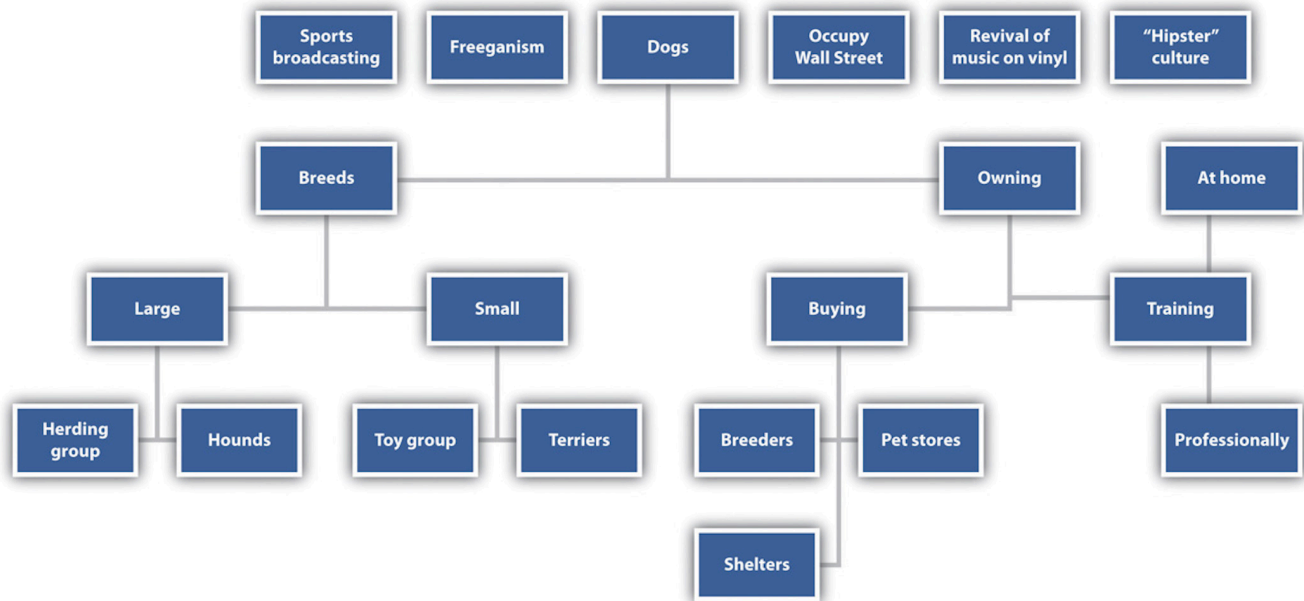 Sports
broadcasting
Freeganism
Dogs
Occupy
Wall Street
Revival of
music on vinyl
“Hipster”
culture
Breeds
Owning
At home
Large
Small
Buying
Training
Herding
group
Hounds
Toy group
Terriers
Breeders
Pet stores
Professionally
Shelters